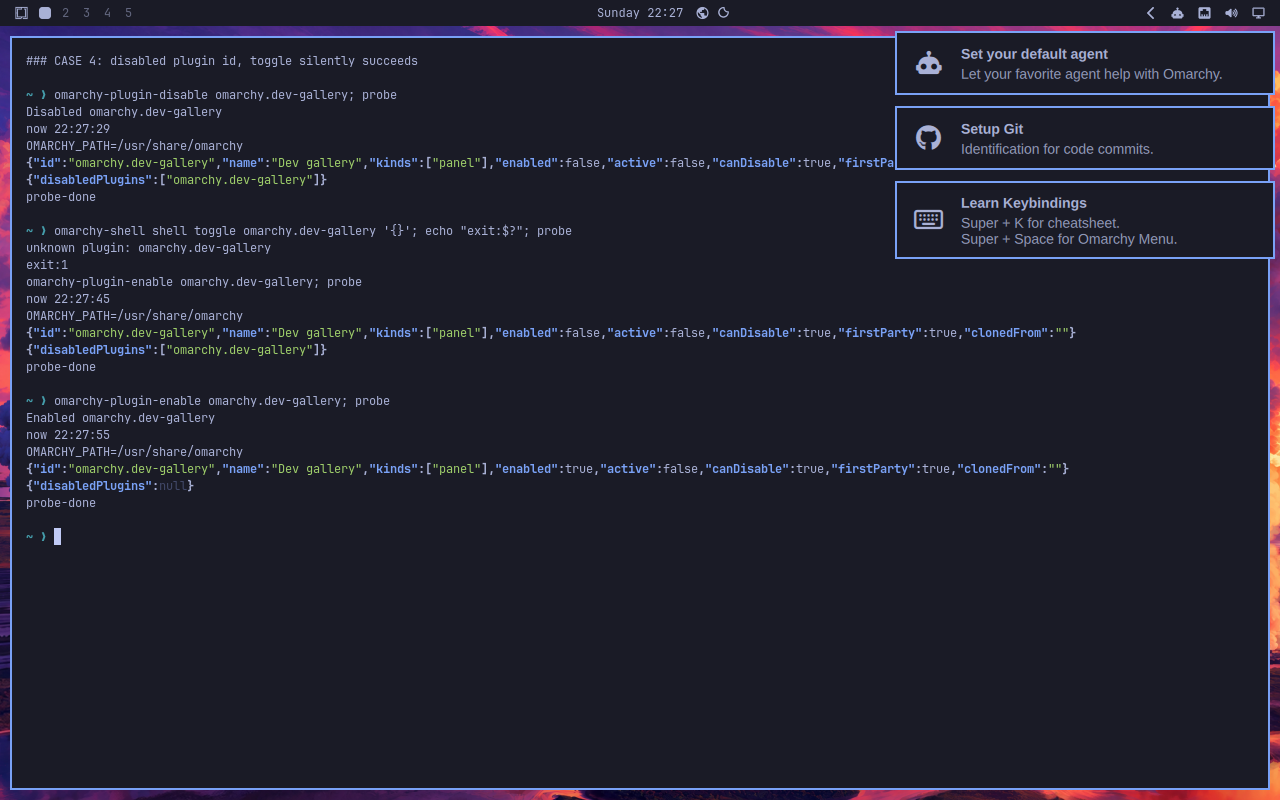 2 3 4 5
Sunday 22:27
### CASE 4: disabled plugin id, toggle silently succeeds
~ ❯ omarchy-plugin-disable omarchy.dev-gallery; probe
Disabled omarchy.dev-gallery
now 22:27:29
OMARCHY_PATH=/usr/share/omarchy
{"id":"omarchy.dev-gallery","name":"Dev gallery","kinds":["panel"],"enabled":false,"active":false,"canDisable":true,"firstPa
{"disabledPlugins":["omarchy.dev-gallery"]}
probe-done
~ ❯ omarchy-shell shell toggle omarchy.dev-gallery '{}'; echo "exit:$?"; probe
unknown plugin: omarchy.dev-gallery
exit:1
omarchy-plugin-enable omarchy.dev-gallery; probe
now 22:27:45
OMARCHY_PATH=/usr/share/omarchy
{"id":"omarchy.dev-gallery","name":"Dev gallery","kinds":["panel"],"enabled":false,"active":false,"canDisable":true,"firstParty":true,"clonedFrom":""}
{"disabledPlugins":["omarchy.dev-gallery"]}
probe-done
~ ❯ omarchy-plugin-enable omarchy.dev-gallery; probe
Enabled omarchy.dev-gallery
now 22:27:55
OMARCHY_PATH=/usr/share/omarchy
{"id":"omarchy.dev-gallery","name":"Dev gallery","kinds":["panel"],"enabled":true,"active":false,"canDisable":true,"firstParty":true,"clonedFrom":""}
{"disabledPlugins":null}
probe-done
~ ❯
Set your default agent
Let your favorite agent help with Omarchy.
Setup Git
Identification for code commits.
Learn Keybindings
Super + K for cheatsheet.
Super + Space for Omarchy Menu.